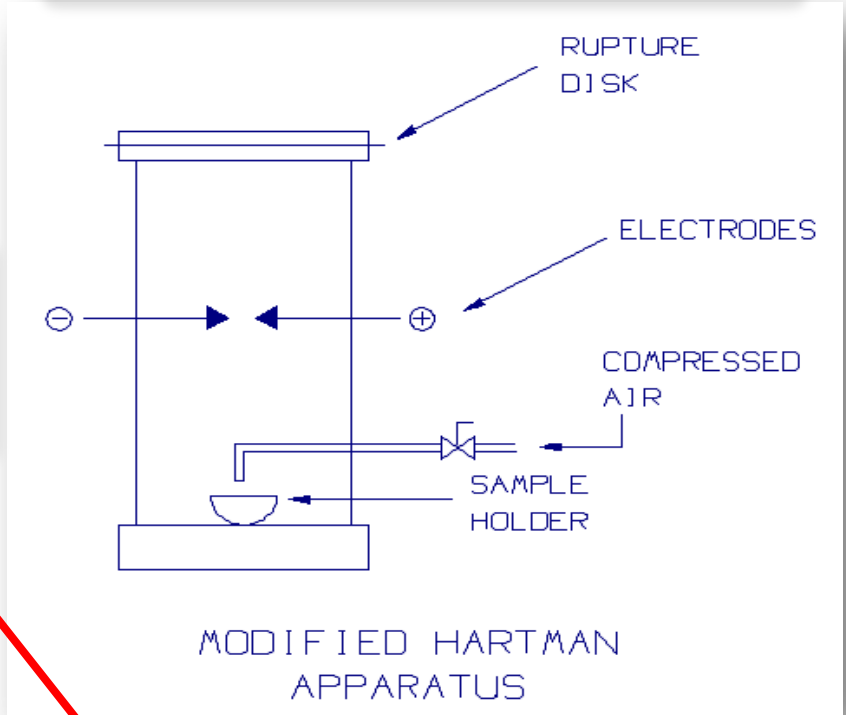 RUPTURE
DISK
ELECTRODES
⊖
⊕
COMPRESSED
AIR
SAMPLE
HOLDER
MODIFIED HARTMAN
APPARATUS